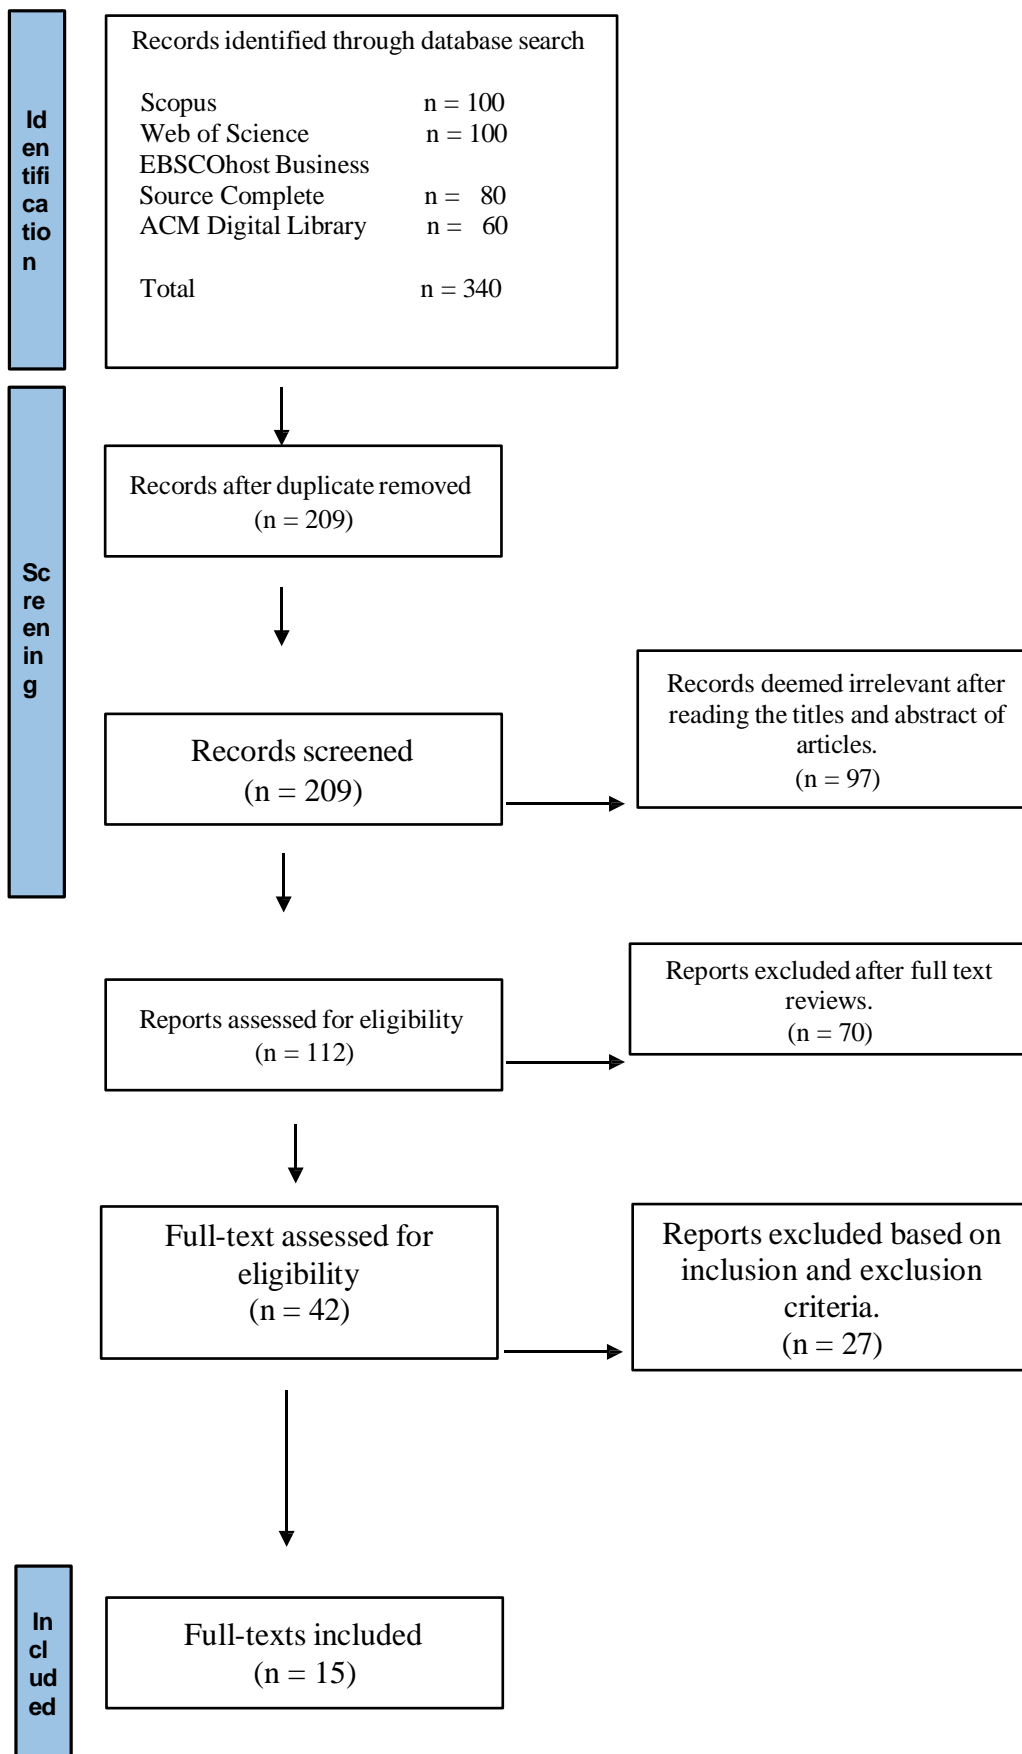 Id
en
tifi
ca
tio
n
Records identified through database search
Scopus n = 100
Web of Science n = 100
EBSCOhost Business
Source Complete n = 80
ACM Digital Library n = 60
Total n = 340
Sc
re
en
in
g
Records after duplicate removed
(n = 209)
Records screened
(n = 209)
Records deemed irrelevant after
reading the titles and abstract of
articles.
(n = 97)
Reports assessed for eligibility
(n = 112)
Reports excluded after full text
reviews.
(n = 70)
Full-text assessed for
eligibility
(n = 42)
Reports excluded based on
inclusion and exclusion
criteria.
(n = 27)
In
cl
ud
ed
Full-texts included
(n = 15)